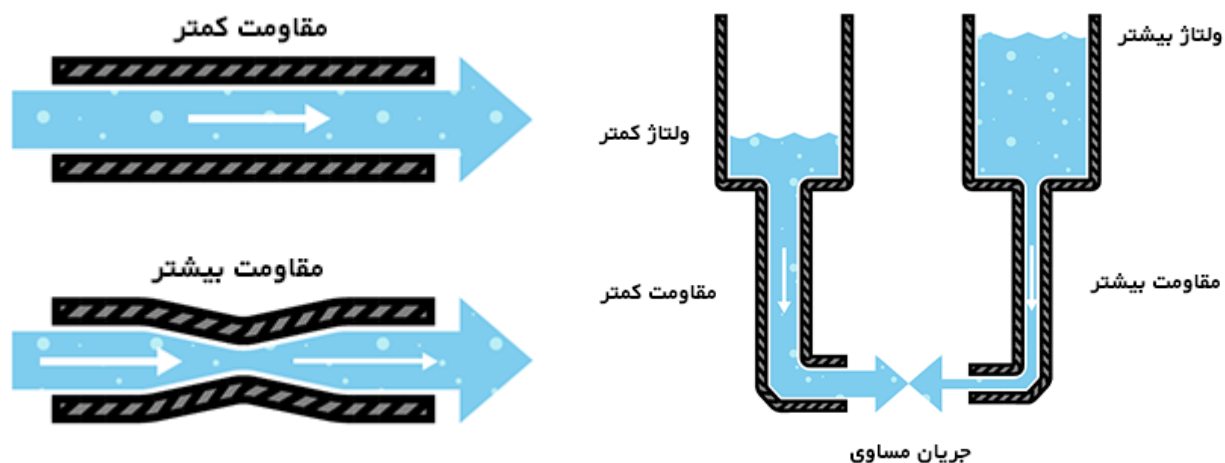 مقاومت کمتر
مقاومت بیشتر
ولتاژ بیشتر
ولتاژ کمتر
مقاومت بیشتر
مقاومت کمتر
جریان مساوی